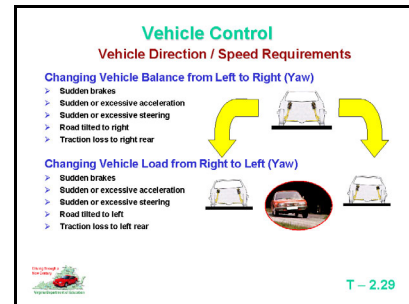 Vehicle Control
Vehicle Direction / Speed Requirements
Changing Vehicle Balance from Left to Right (Yaw)
Sudden brakes
Sudden or excessive acceleration
Sudden or excessive steering
Road tilted to right
Traction loss to right rear
Changing Vehicle Load from Right to Left (Yaw)
Sudden brakes
Sudden or excessive acceleration
Sudden or excessive steering
Road tilted to left
Traction loss to left rear
T – 2.29